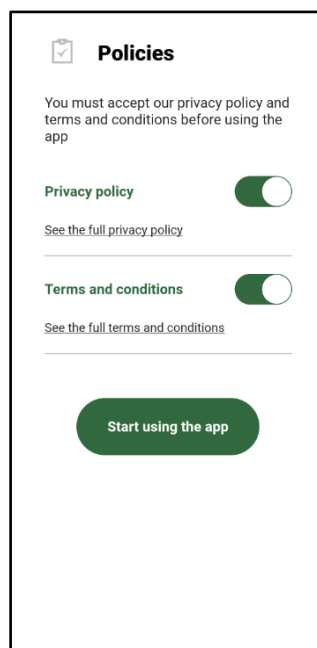 Policies
You must accept our privacy policy and
terms and conditions before using the
app
Privacy policy
See the full privacy policy
Terms and conditions
See the full terms and conditions
Start using the app